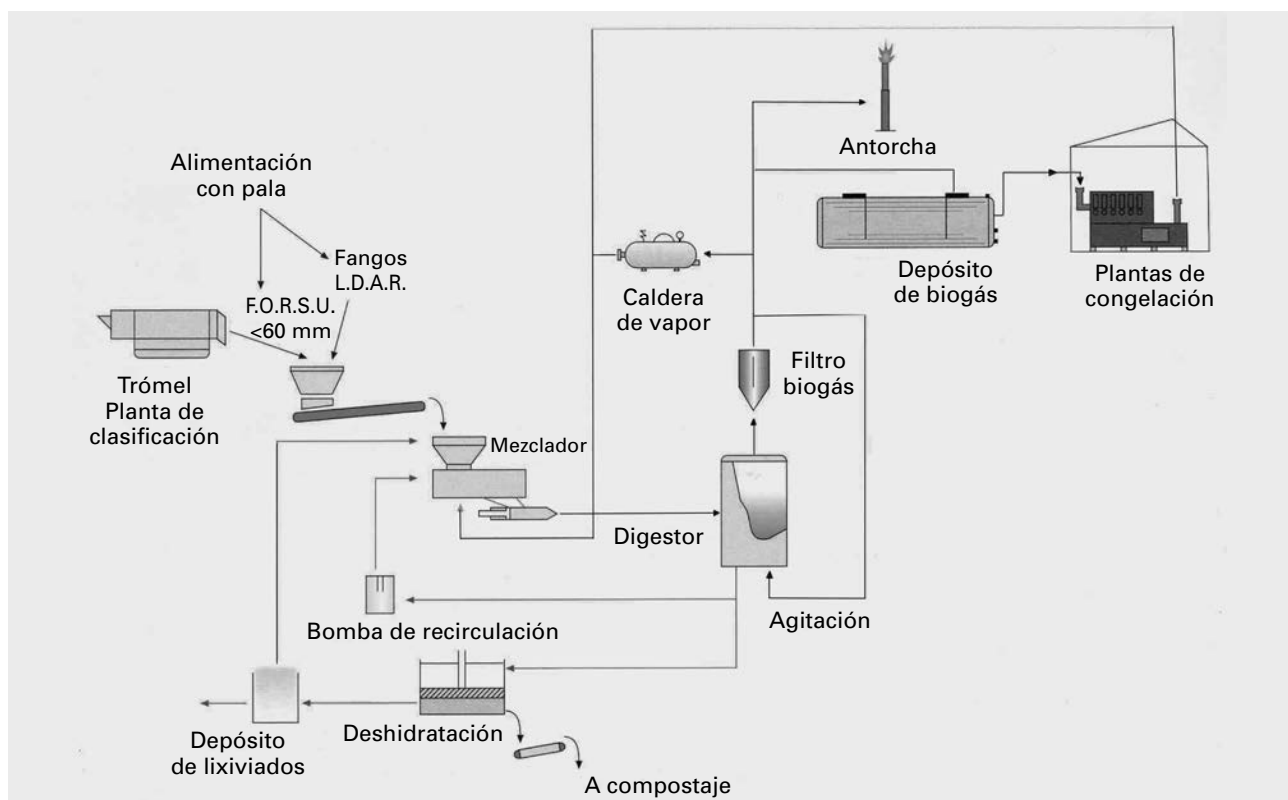 Antorcha
Alimentación
con pala
Fangos
L.D.A.R.
F.O.R.S.U.
<60 mm
Depósito
de biogás
Plantas de
congelación
Caldera
de vapor
Trómel
Planta de
clasificación
Filtro
biogás
Mezclador
Digestor
Agitación
Bomba de recirculación
Deshidratación
Depósito
de lixiviados
A compostaje